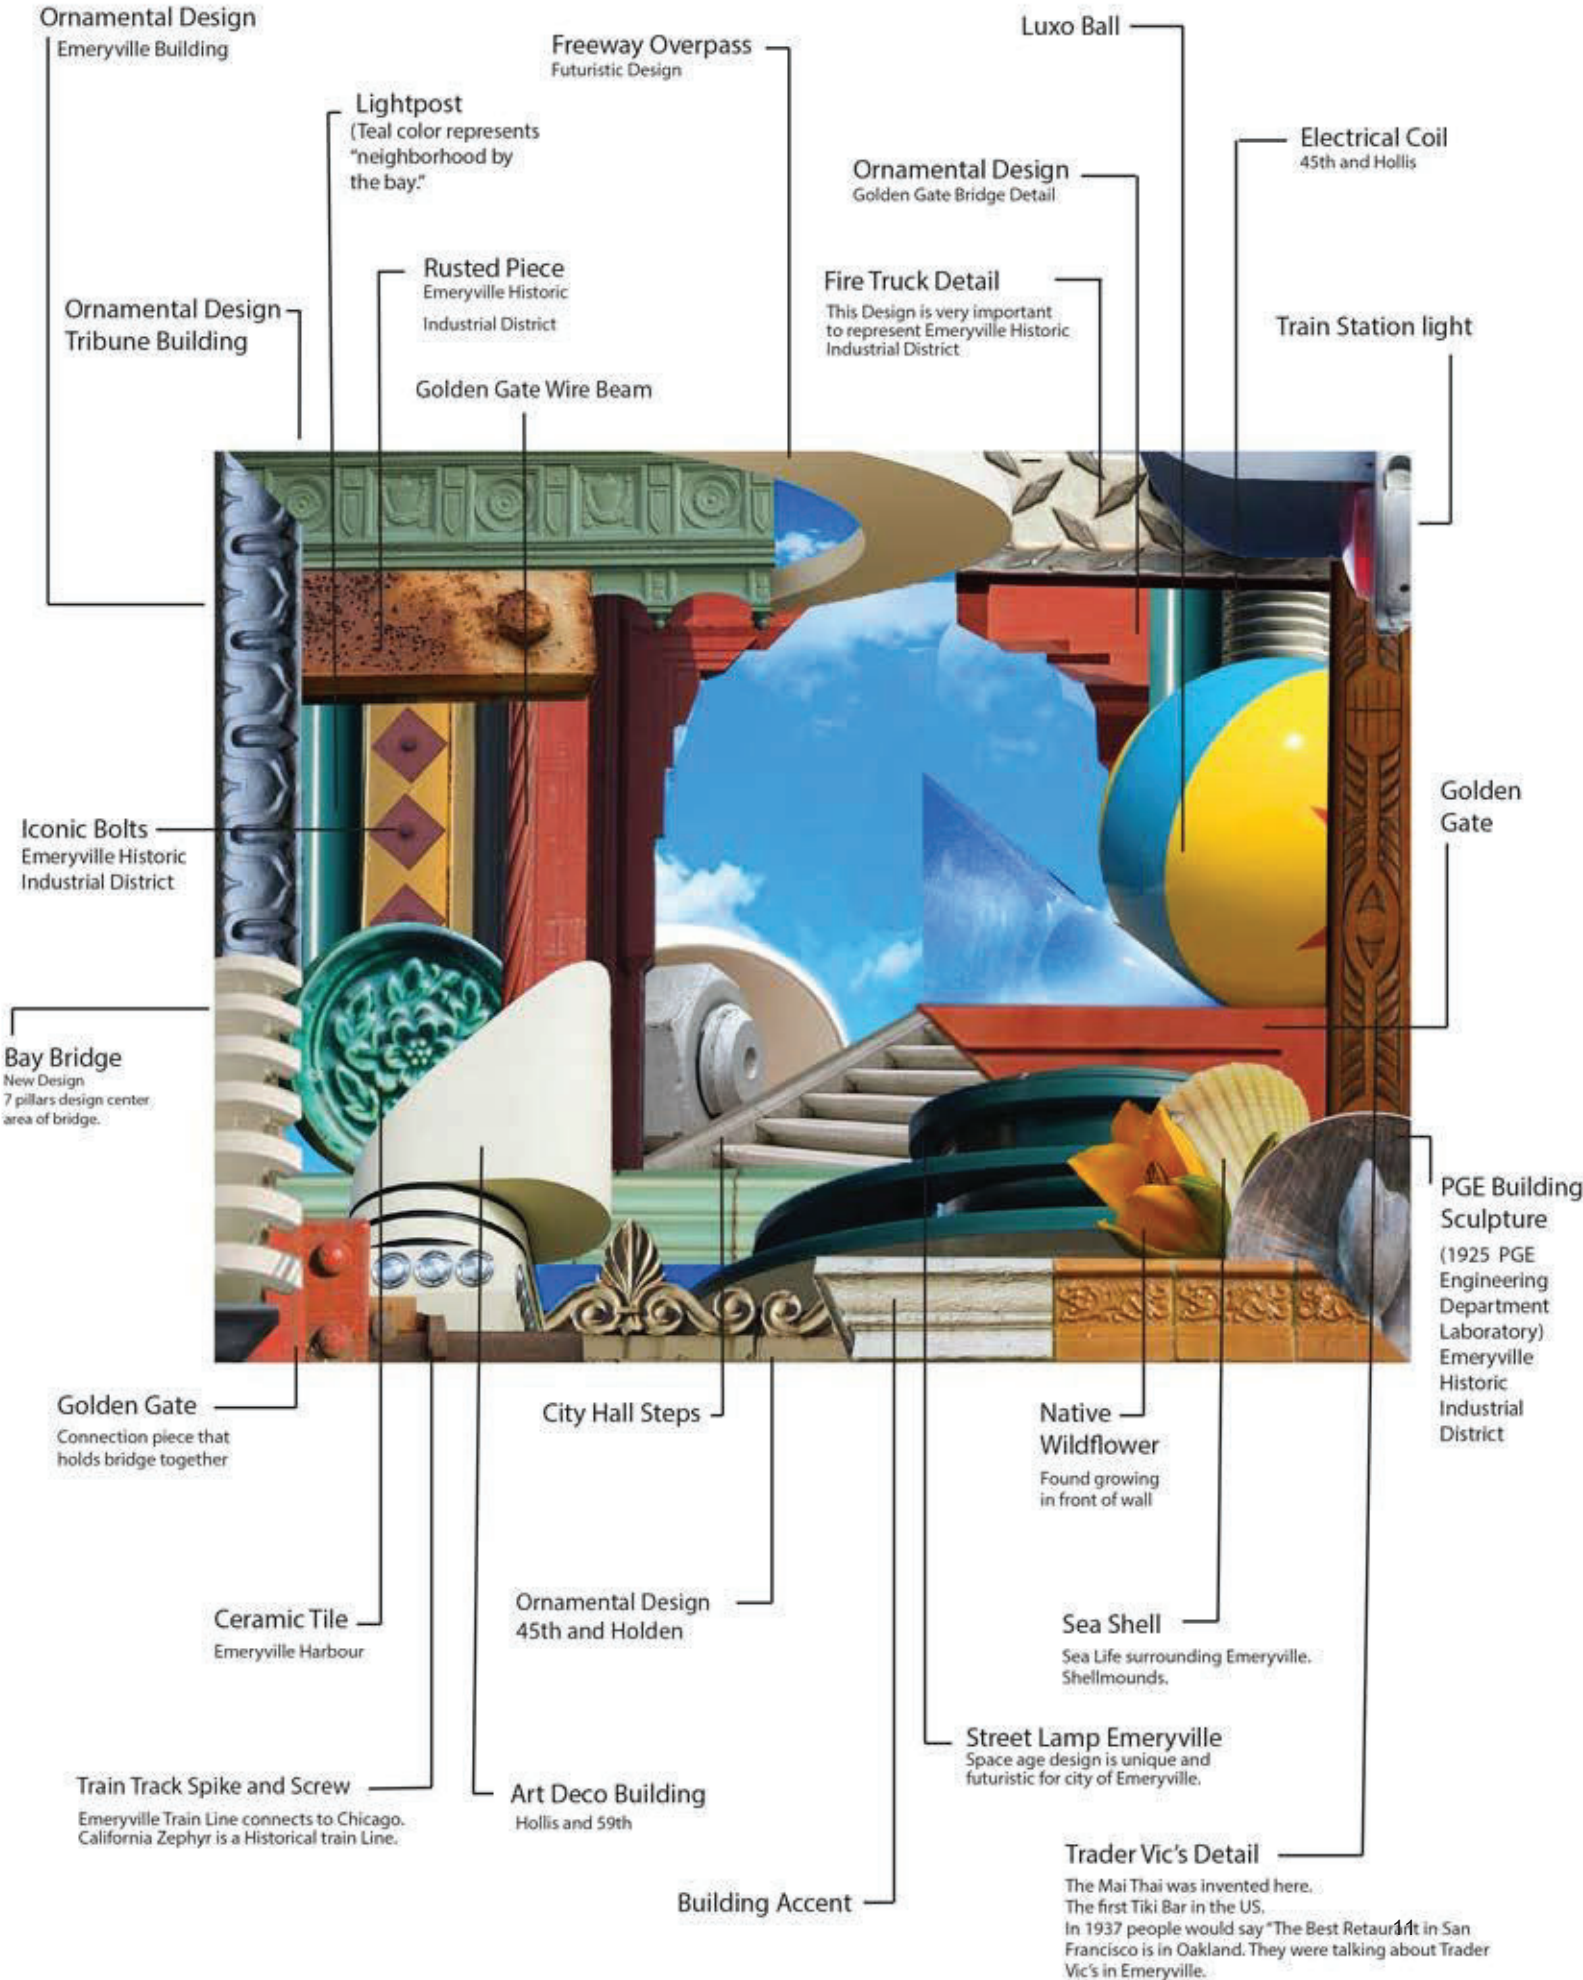 Ornamental Design
Emeryville Building
Freeway Overpass
Futuristic Design
Luxo Ball
Lightpost
(Teal color represents
"neighborhood by
the bay."
Electrical Coil
45th and Hollis
Ornamental Design
Golden Gate Bridge Detail
Rusted Piece
Emeryville Historic
Industrial District
Fire Truck Detail
This Design is very important
to represent Emeryville Historic
Industrial District
Ornamental Design
Tribune Building
Train Station light
Golden Gate Wire Beam
Golden
Gate
Iconic Bolts
Emeryville Historic
Industrial District
Bay Bridge
New Design
7 pillars design center
area of bridge.
PGE Building
Sculpture
(1925 PGE
Engineering
Department
Laboratory)
Emeryville
Historic
Industrial
District
Golden Gate
Connection piece that
holds bridge together
City Hall Steps
Native
Wildflower
Found growing
in front of wall
Ceramic Tile
Emeryville Harbour
Ornamental Design
45th and Holden
Sea Shell
Sea Life surrounding Emeryville.
Shellmounds.
Street Lamp Emeryville
Space age design is unique and
futuristic for city of Emeryville.
Train Track Spike and Screw
Emeryville Train Line connects to Chicago.
California Zephyr is a Historical train Line.
Art Deco Building
Hollis and 59th
Building Accent
Trader Vic's Detail
The Mai Thai was invented here.
The first Tiki Bar in the US.
In 1937 people would say "The Best Retaurant in San
Francisco is in Oakland. They were talking about Trader
Vic's in Emeryville.
11